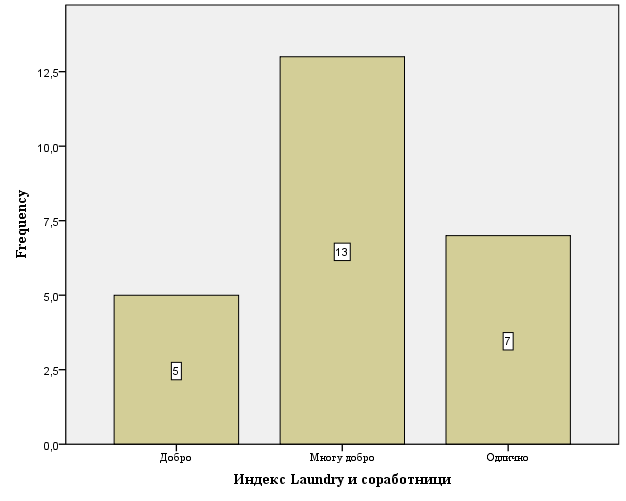 12,5
10,0
7,5
5,0
2,5
0,0
Frequency
5
13
7
Добро
Многу добро
Одлично
Индекс Laundry и соработници